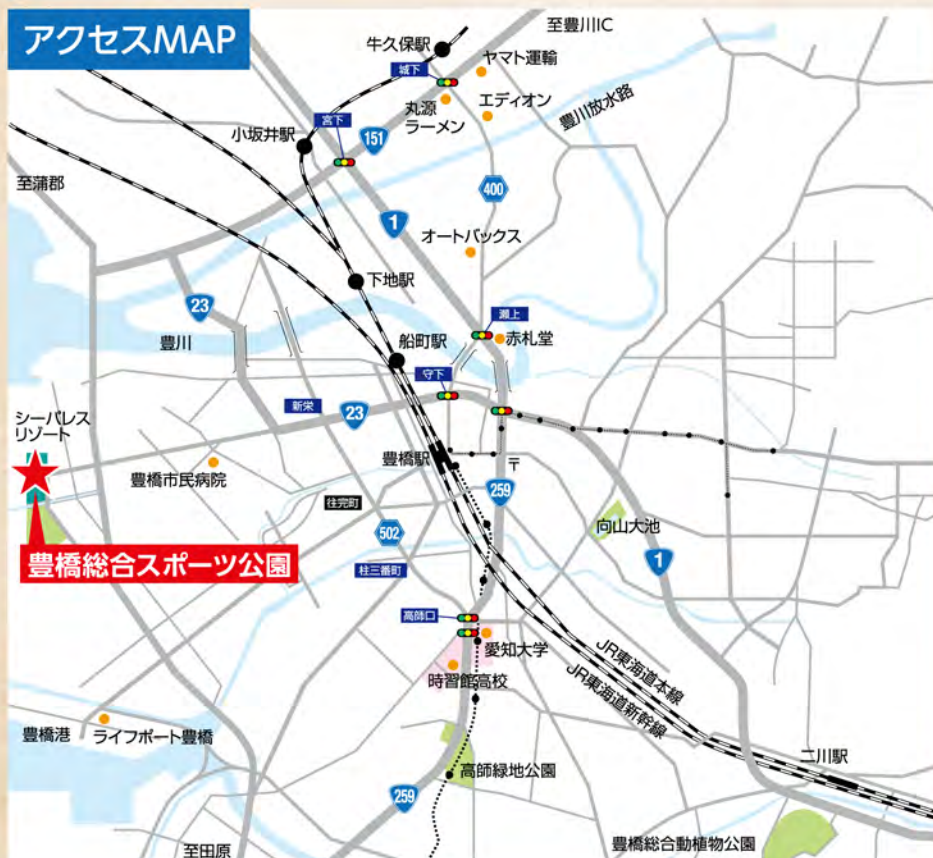 アクセスMAP
至豊川IC
牛久保駅
ヤマト運輸
城下
丸源
ラーメン
エディオン
豊川放水路
宮下
小坂井駅
151
至蒲郡
400
1
オートバックス
下地駅
23
瀬上
赤札堂
豊川
船町駅
守下
新栄
23
シーパレス
リゾート
豊橋駅
〒
豊橋市民病院
259
往完町
向山大池
502
豊橋総合スポーツ公園
1
柱三番町
高師口
愛知大学
JR東海道本線
時習館高校
JR東海道新幹線
豊橋港
ライフポート豊橋
二川駅
高師緑地公園
259
豊橋総合動植物公園
至田原